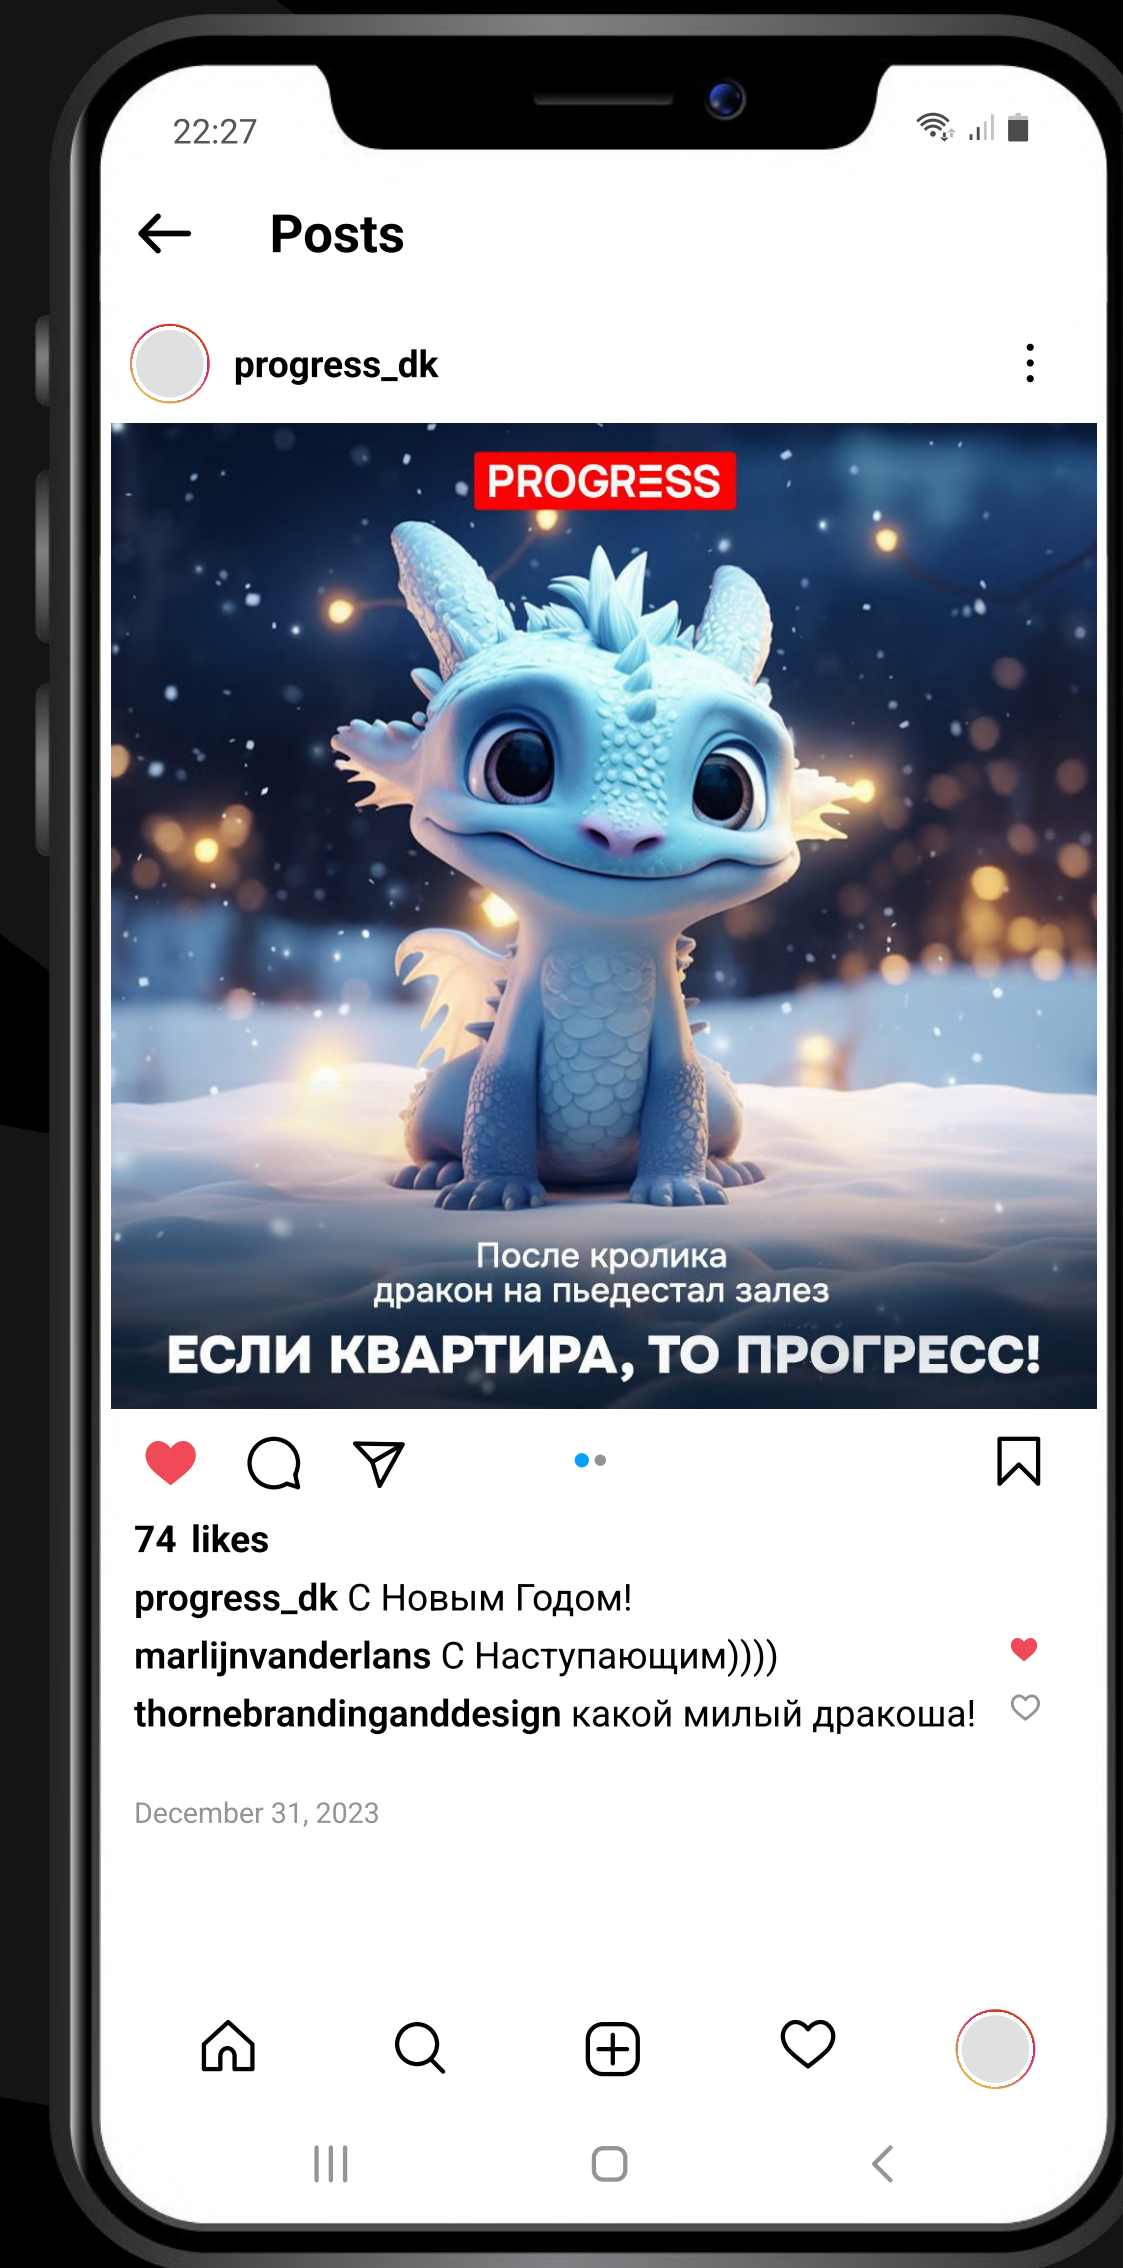 22:27
Posts
progress_dk
PROGRESS
После кролика
дракон на пьедестал залез
ЕСЛИ КВАРТИРА, ТО ПРОГРЕСС!
74 likes
progress_dk С Новым Годом!
marlijnvanderlans С Наступающим))))
thornebrandinganddesign какой милый дракоша!
December 31, 2023